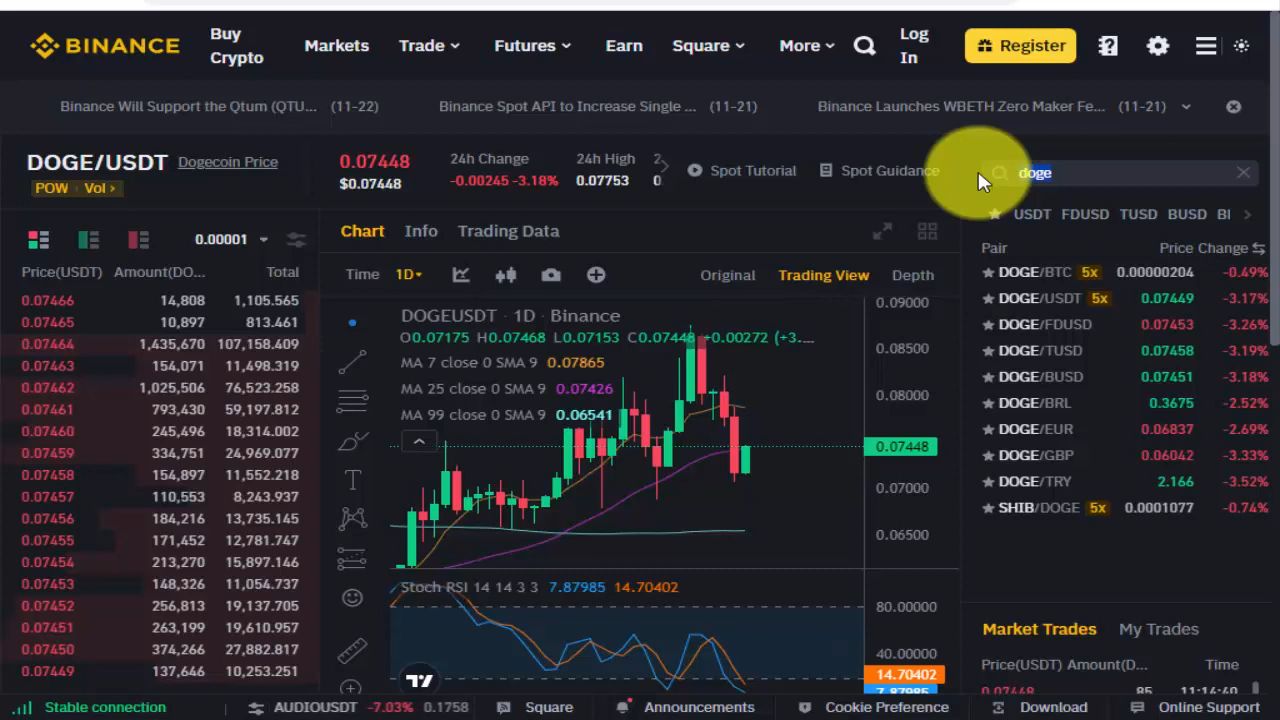 BINANCE
Buy Crypto
Markets
Trade
Futures
Earn
Square
More
Log In
Register
Binance Will Support the Qtum (QTU... (11-22)
Binance Spot API to Increase Single ... (11-21)
Binance Launches WBETH Zero Maker Fe... (11-21)
DOGE/USDT Dogecoin Price
POW Vol
0.07448
$0.07448
24h Change
-0.00245 -3.18%
24h High
0.07753
2
0
Spot Tutorial
Spot Guidance
doge
USDT FDUSD TUSD BUSD
0.00001
Price(USDT) Amount(DO... Total
0.07466 14,808 1,105.565
0.07465 10,897 813.461
0.07464 1,435,670 107,158.409
0.07463 154,071 11,498.319
0.07462 1,025,506 76,523.258
0.07461 793,430 59,197.812
0.07460 245,496 18,314.002
0.07459 334,751 24,969.077
0.07458 154,897 11,552.218
0.07457 110,553 8,243.937
0.07456 184,216 13,735.145
0.07455 171,452 12,781.747
0.07454 213,270 15,897.146
0.07453 148,326 11,054.737
0.07452 256,813 19,137.705
0.07451 263,199 19,610.957
0.07450 374,266 27,882.817
0.07449 137,646 10,253.251
Chart Info Trading Data
Time 1D Original Trading View Depth
DOGEUSDT · 1D · Binance
O0.07175 H0.07468 L0.07153 C0.07448 +0.00272 (+3....
MA 7 close 0 SMA 9 0.07865
MA 25 close 0 SMA 9 0.07426
MA 99 close 0 SMA 9 0.06541
0.09000
0.08500
0.08000
0.07448
0.07000
0.06500
Stoch RSI 14 14 3 3 7.87985 14.70402
80.00000
40.00000
14.70402
7.87985
Pair Price Change
DOGE/BTC 5x 0.00000204 -0.49%
DOGE/USDT 5x 0.07449 -3.17%
DOGE/FDUSD 0.07453 -3.26%
DOGE/TUSD 0.07458 -3.19%
DOGE/BUSD 0.07451 -3.18%
DOGE/BRL 0.3675 -2.52%
DOGE/EUR 0.06837 -2.69%
DOGE/GBP 0.06042 -3.33%
DOGE/TRY 2.166 -3.52%
SHIB/DOGE 5x 0.0001077 -0.74%
Market Trades My Trades
Price(USDT) Amount(D... Time
0.07448 85 11:14:40
Stable connection
AUDIOUSDT -7.03% 0.1758
Square
Announcements
Cookie Preference
Download
Online Support